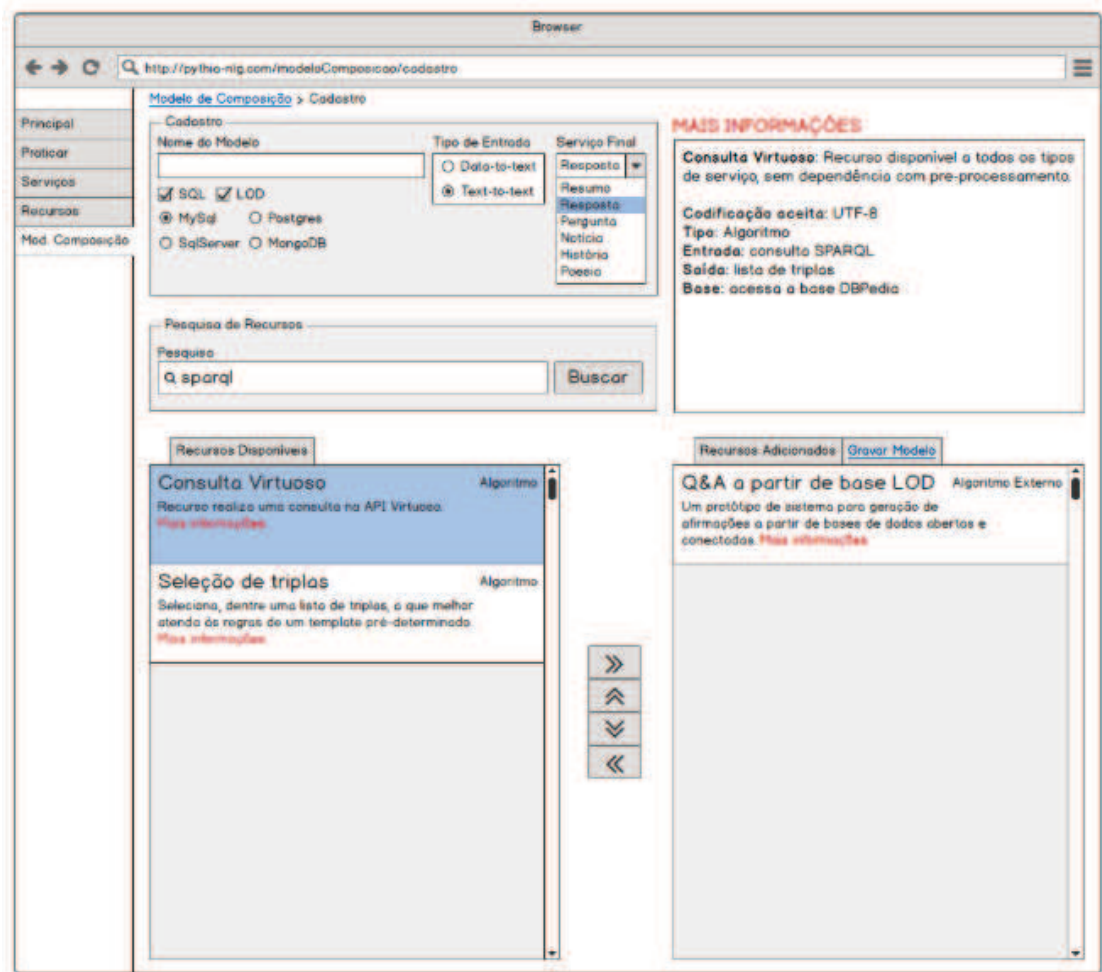 Browser
http://pythia-nlg.com/modeloComposicao/cadastro
Principal
Praticar
Serviços
Recursos
Mod. Composição
Modelo de Composição > Cadastro
Cadastro
Nome do Modelo
SQL LOD
MySql Postgres
SqlServer MongoDB
Tipo de Entrada
Data-to-text
Text-to-text
Serviço Final
Resposta
Resumo
Resposta
Pergunta
Notícia
História
Poesia
MAIS INFORMAÇÕES
Consulta Virtuoso: Recurso disponível a todos os tipos
de serviço, sem dependência com pre-processamento.
Codificação aceita: UTF-8
Tipo: Algoritmo
Entrada: consulta SPARQL
Saída: lista de triplas
Base: acessa a base DBPedia
Pesquisa de Recursos
Pesquisa
sparql
Buscar
Recursos Disponíveis
Consulta Virtuoso Algoritmo
Recurso realiza uma consulta na API Virtuoso.
Mais informações
Seleção de triplas Algoritmo
Seleciona, dentre uma lista de triplas, a que melhor
atenda às regras de um template pré-determinado
Mais informações
Recursos Adicionados Gravar Modelo
Q&A a partir de base LOD Algoritmo Externo
Um protótipo de sistema para geração de
afirmações a partir de bases de dados abertos e
conectados. Mais informações